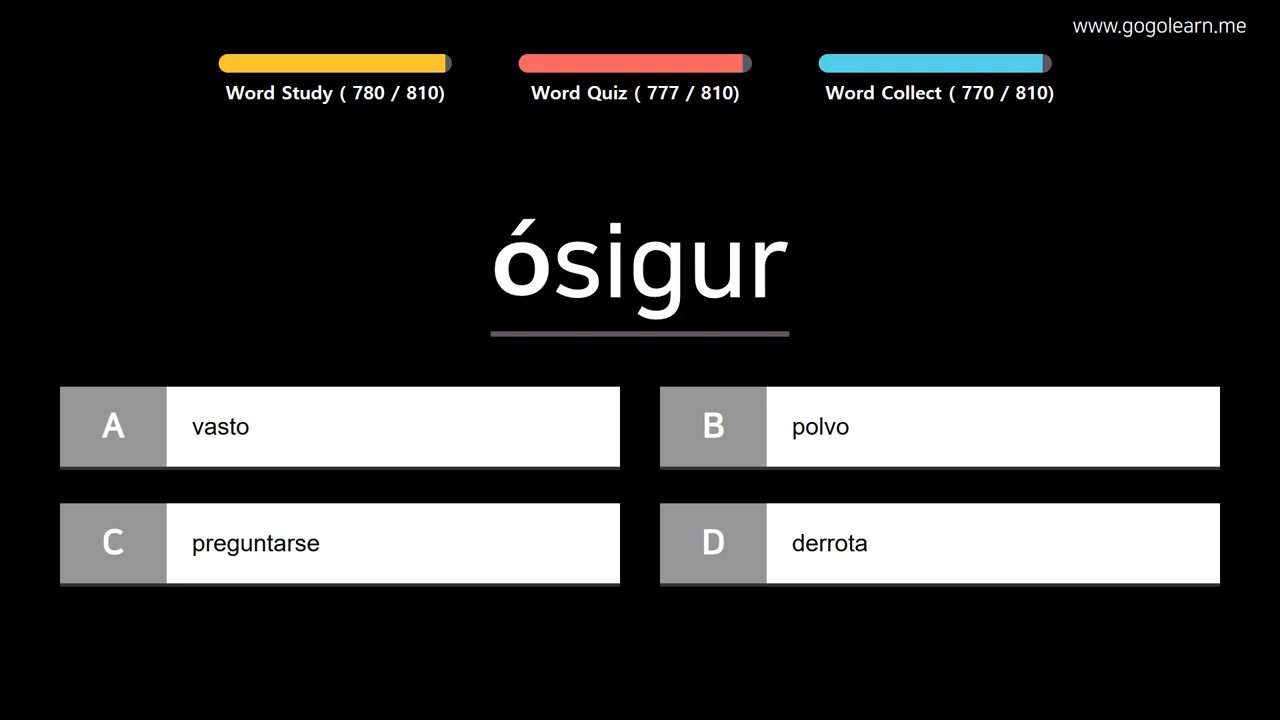 www.gogolearn.me
Word Study ( 780 / 810)
Word Quiz ( 777 / 810)
Word Collect ( 770 / 810)
ósigur
A vasto
B polvo
C preguntarse
D derrota